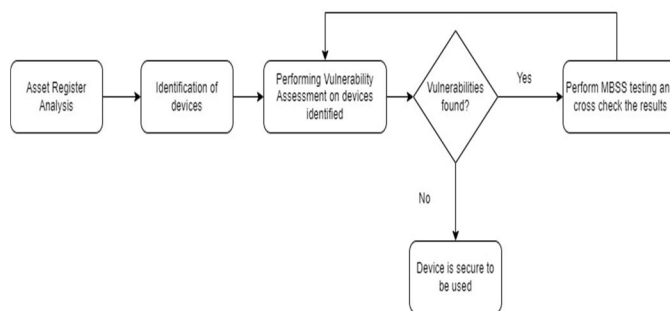 Asset Register
Analysis
Identification of
devices
Performing Vulnerability
Assessment on devices
identified
Vulnerabilities
found?
Yes
Perform MBSS testing and
cross check the results
No
Device is secure to
be used